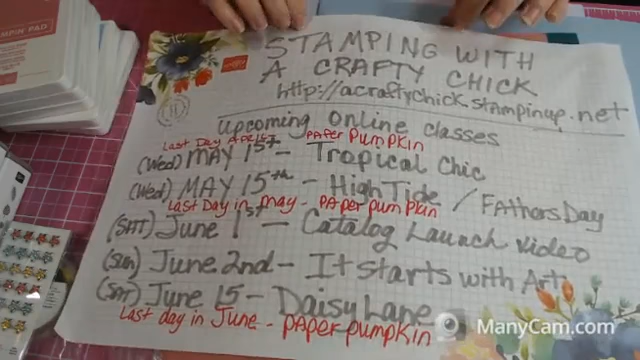 STAMPING WITH
A CRAFTY CHICK
http://acraftychick.stampinup.net
Upcoming Online classes
Last Day April 15th - PAPER PUMPKIN
(Wed) MAY 1st - Tropical Chic
(Wed) MAY 15th - High Tide / FATHERS DAY
Last Day in May - PAPER pumpkin
(SAT) June 1st - Catalog Launch video
(SUN) June 2nd - It starts with Art
(SAT) June 15 - Daisy Lane
Last day in June - PAPER pumpkin
PIN PAD
ManyCam.com